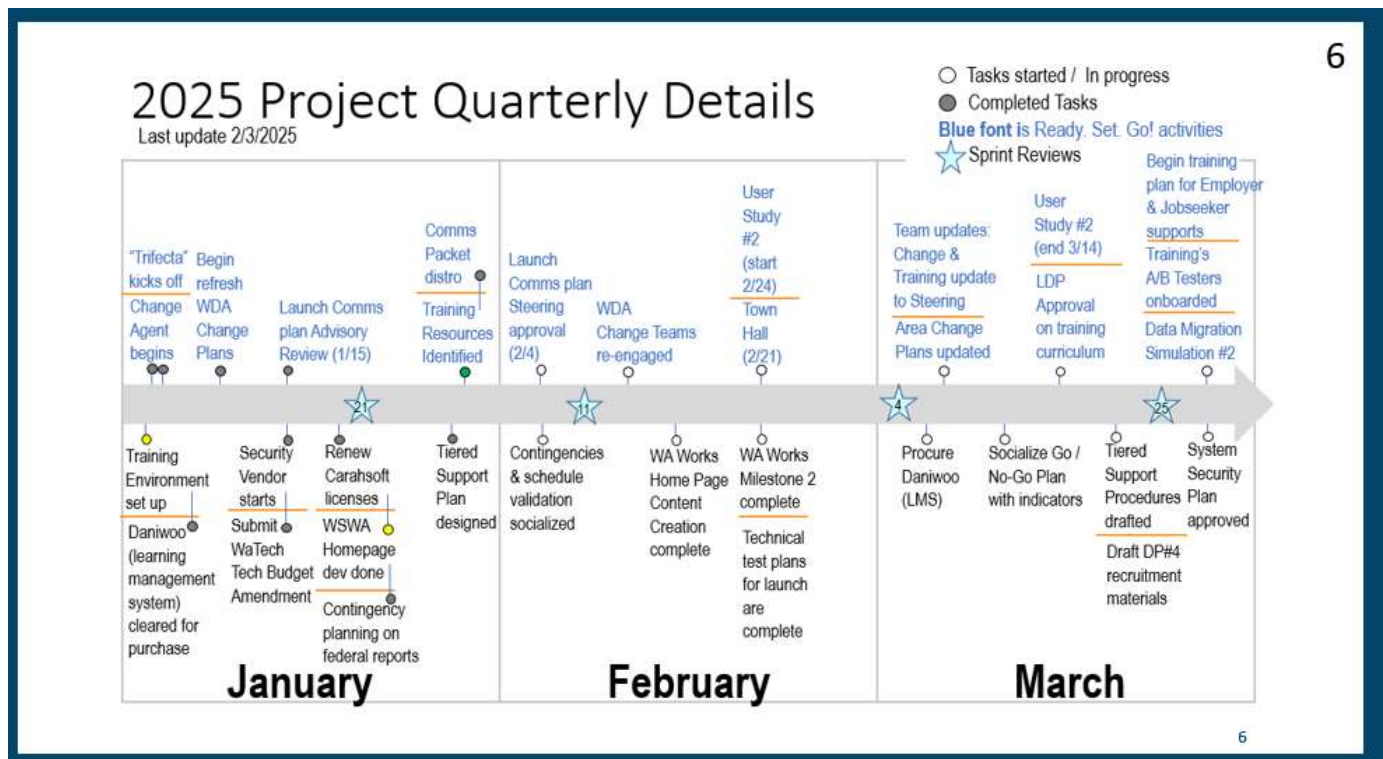 6
2025 Project Quarterly Details
Last update 2/3/2025
Tasks started / In progress
Completed Tasks
Blue font is Ready. Set. Go! activities
Sprint Reviews
"Trifecta"
kicks off
Change
Agent
begins
Begin
refresh
WDA
Change
Plans
Launch Comms
plan Advisory
Review (1/15)
Comms
Packet
distro
Training
Resources
Identified
Launch
Comms plan
Steering
approval
(2/4)
WDA
Change Teams
re-engaged
User
Study
#2
(start
2/24)
Town
Hall
(2/21)
Team updates:
Change &
Training update
to Steering
Area Change
Plans updated
User
Study #2
(end 3/14)
LDP
Approval
on training
curriculum
Begin training
plan for Employer
& Jobseeker
supports
Training's
A/B Testers
onboarded
Data Migration
Simulation #2
21
11
4
25
Training
Environment
set up
Daniwoo
(learning
management
system)
cleared for
purchase
Security
Vendor
starts
Submit
WaTech
Tech Budget
Amendment
Renew
Carahsoft
licenses
WSWA
Homepage
dev done
Contingency
planning on
federal reports
Tiered
Support
Plan
designed
Contingencies
& schedule
validation
socialized
WA Works
Home Page
Content
Creation
complete
WA Works
Milestone 2
complete
Technical
test plans
for launch
are
complete
Procure
Daniwoo
(LMS)
Socialize Go /
No-Go Plan
with indicators
Tiered
Support
Procedures
drafted
Draft DP#4
recruitment
materials
System
Security
Plan
approved
January
February
March
6